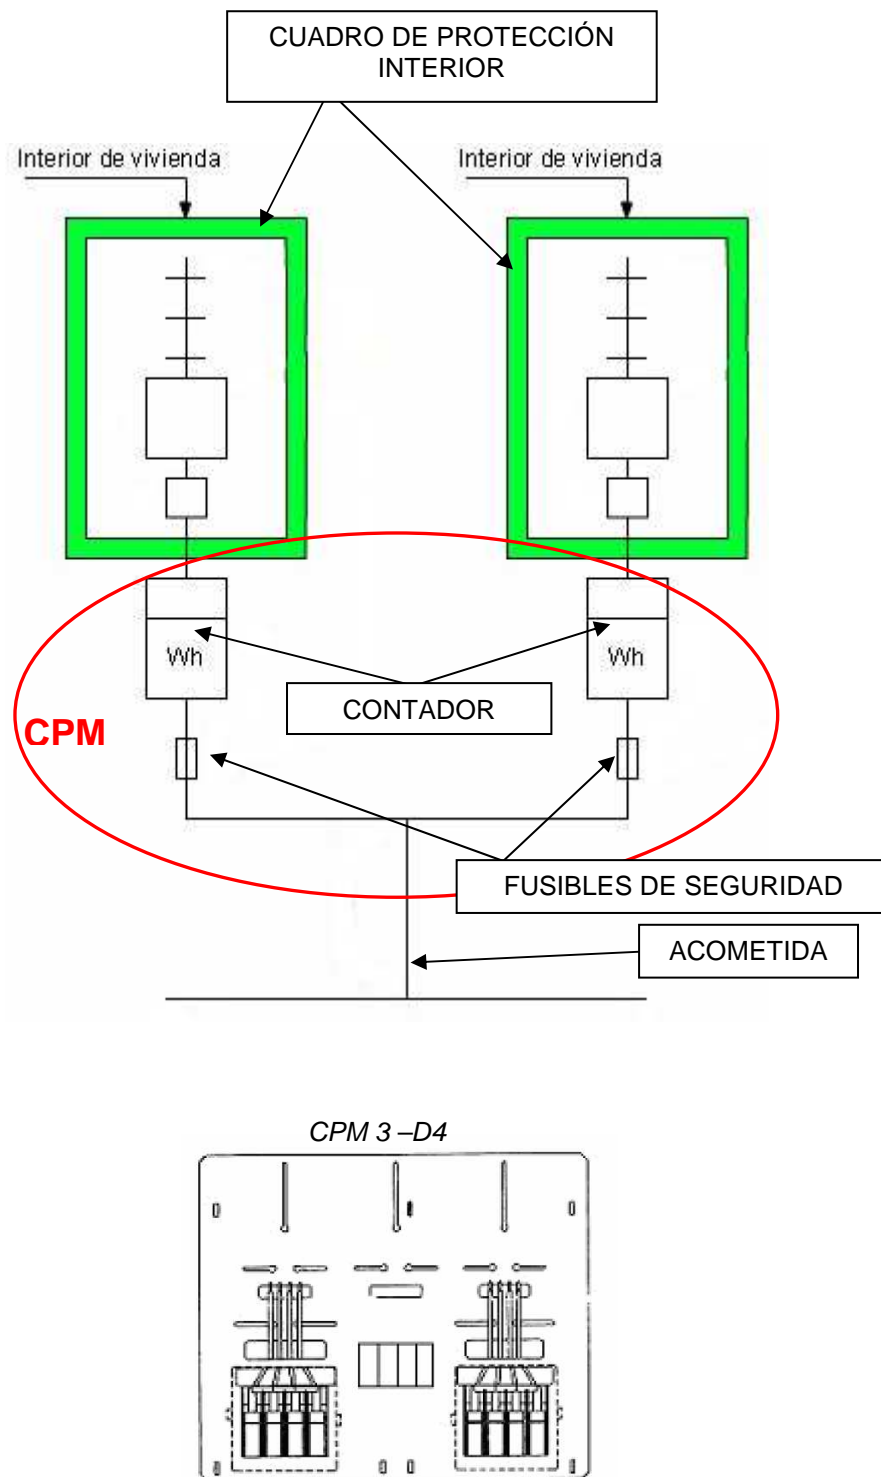 CUADRO DE PROTECCIÓN
INTERIOR
Interior de vivienda
Interior de vivienda
Wh
Wh
CONTADOR
CPM
FUSIBLES DE SEGURIDAD
ACOMETIDA
CPM 3 –D4